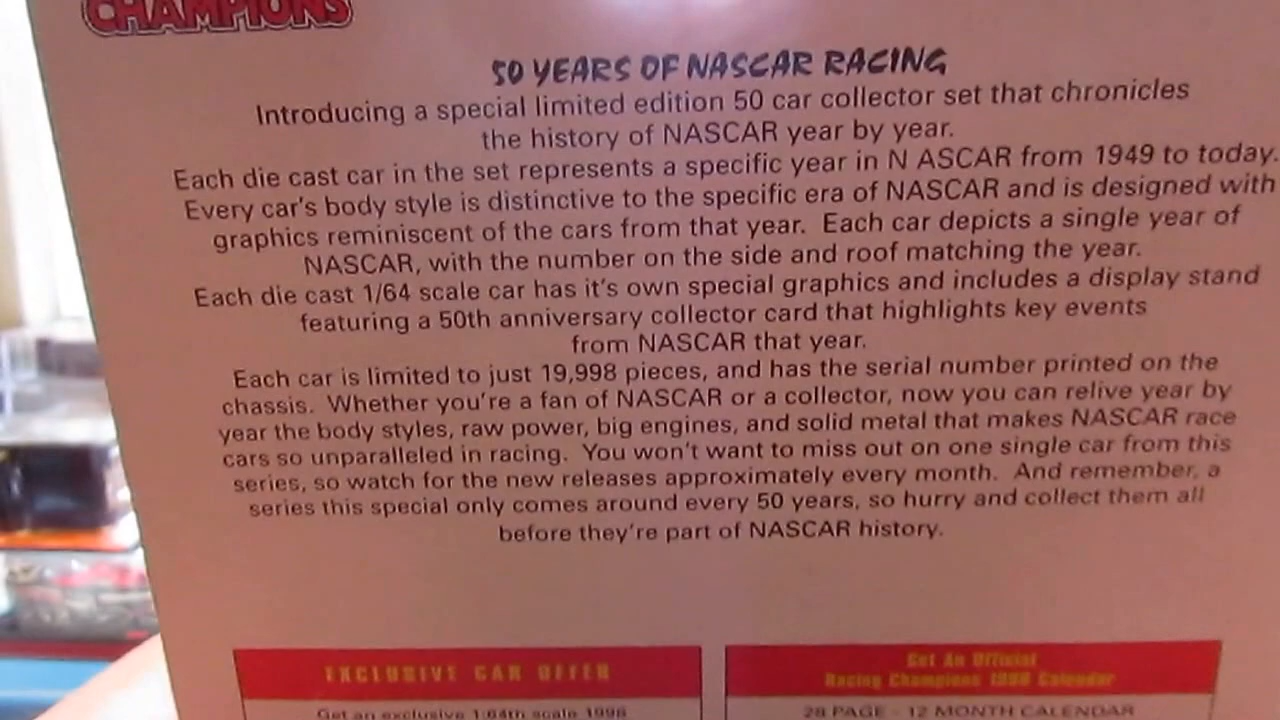 CHAMPIONS
50 YEARS OF NASCAR RACING
Introducing a special limited edition 50 car collector set that chronicles
the history of NASCAR year by year.
Each die cast car in the set represents a specific year in N ASCAR from 1949 to today.
Every car's body style is distinctive to the specific era of NASCAR and is designed with
graphics reminiscent of the cars from that year. Each car depicts a single year of
NASCAR, with the number on the side and roof matching the year.
Each die cast 1/64 scale car has it's own special graphics and includes a display stand
featuring a 50th anniversary collector card that highlights key events
from NASCAR that year.
Each car is limited to just 19,998 pieces, and has the serial number printed on the
chassis. Whether you're a fan of NASCAR or a collector, now you can relive year by
year the body styles, raw power, big engines, and solid metal that makes NASCAR race
cars so unparalleled in racing. You won't want to miss out on one single car from this
series, so watch for the new releases approximately every month. And remember, a
series this special only comes around every 50 years, so hurry and collect them all
before they're part of NASCAR history.
EXCLUSIVE CAR OFFER
Get an exclusive 1:64th scale 1998
Get An Official
Racing Champions 1998 Calendar
28 PAGE - 12 MONTH CALENDAR